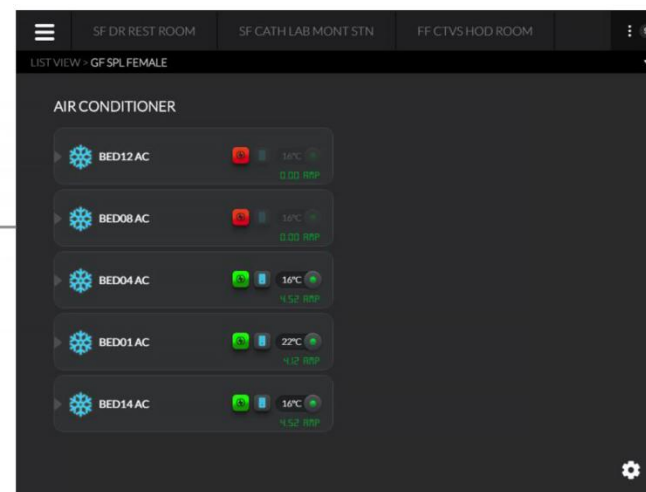 SF DR REST ROOM SF CATH LAB MONT STN FF CTVS HOD ROOM
LIST VIEW > GF SPL FEMALE
AIR CONDITIONER
BED12 AC 16°C
0.00 AMP
BED08 AC 16°C
0.00 AMP
BED04 AC 16°C
4.52 AMP
BED01 AC 22°C
4.12 AMP
BED14 AC 16°C
4.52 AMP